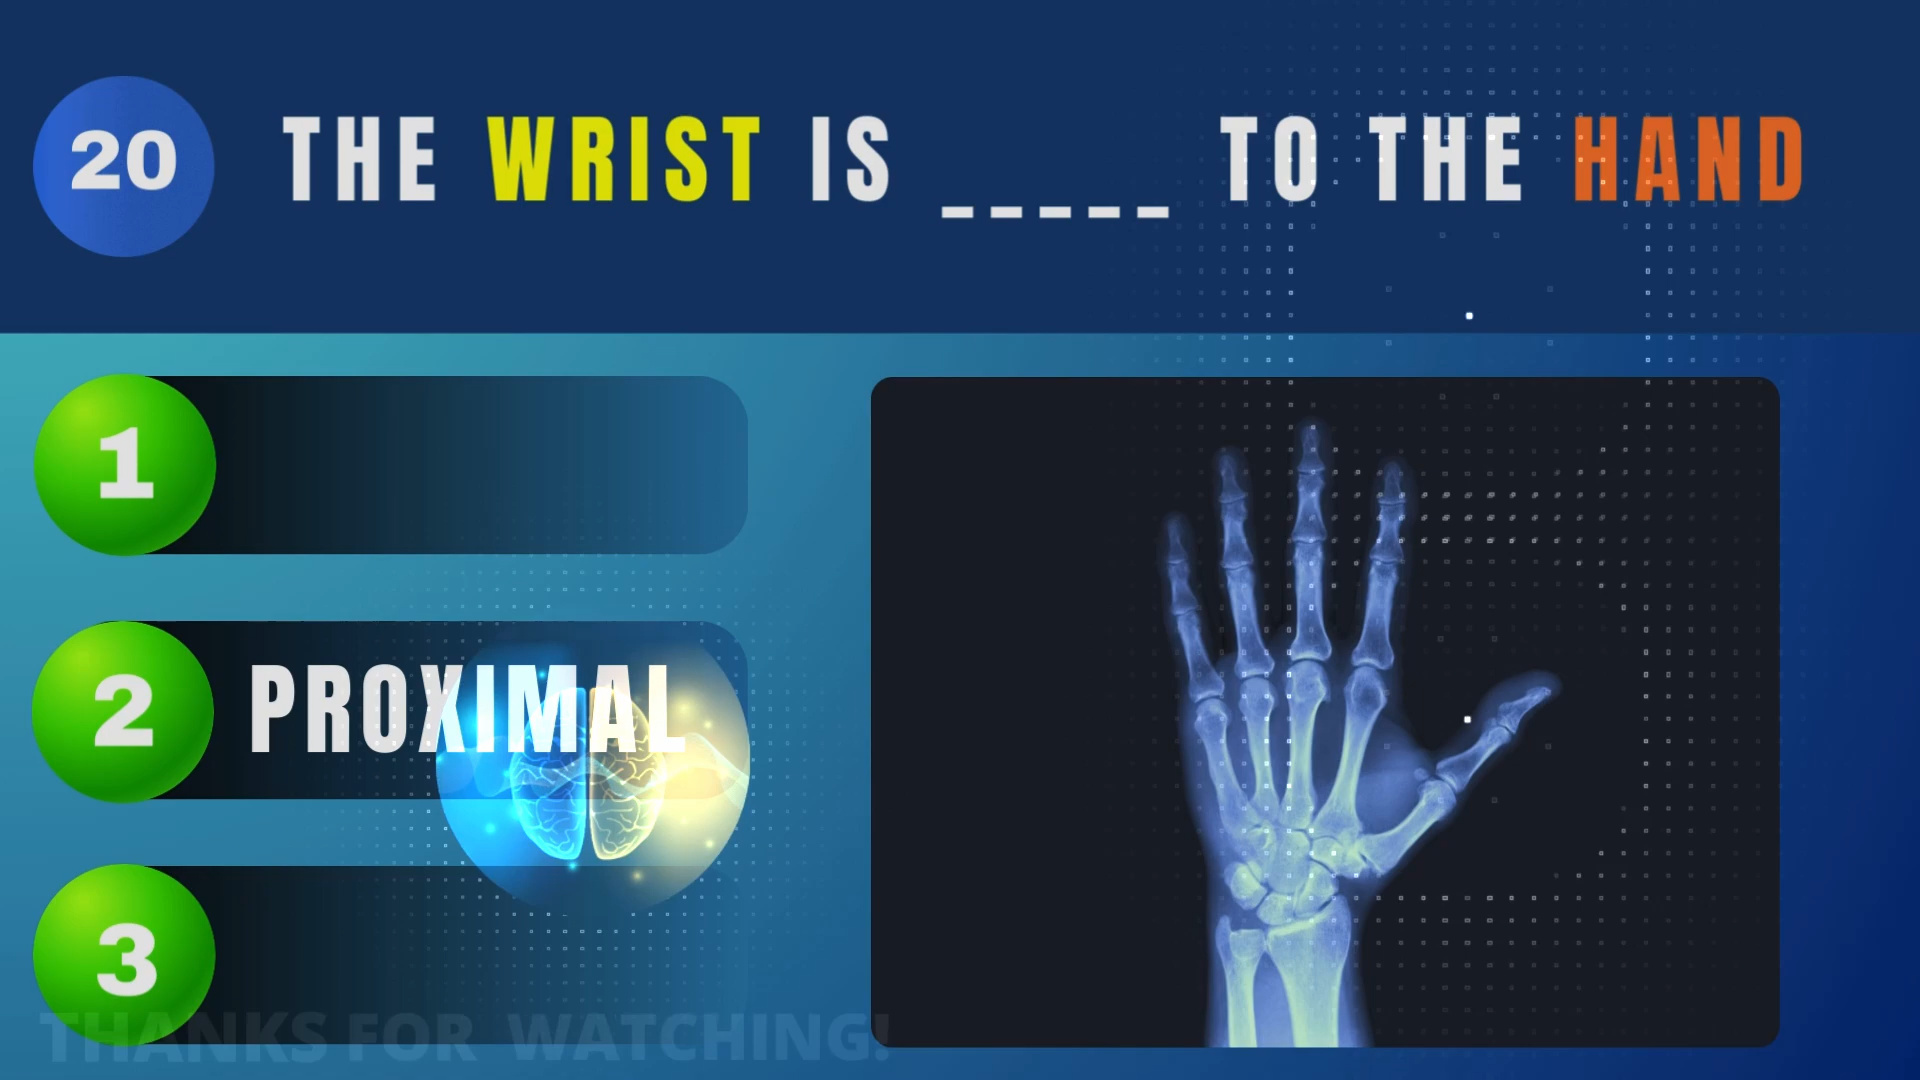 20 THE WRIST IS _____ TO THE HAND
1
2 PROXIMAL
3
THANKS FOR WATCHING!